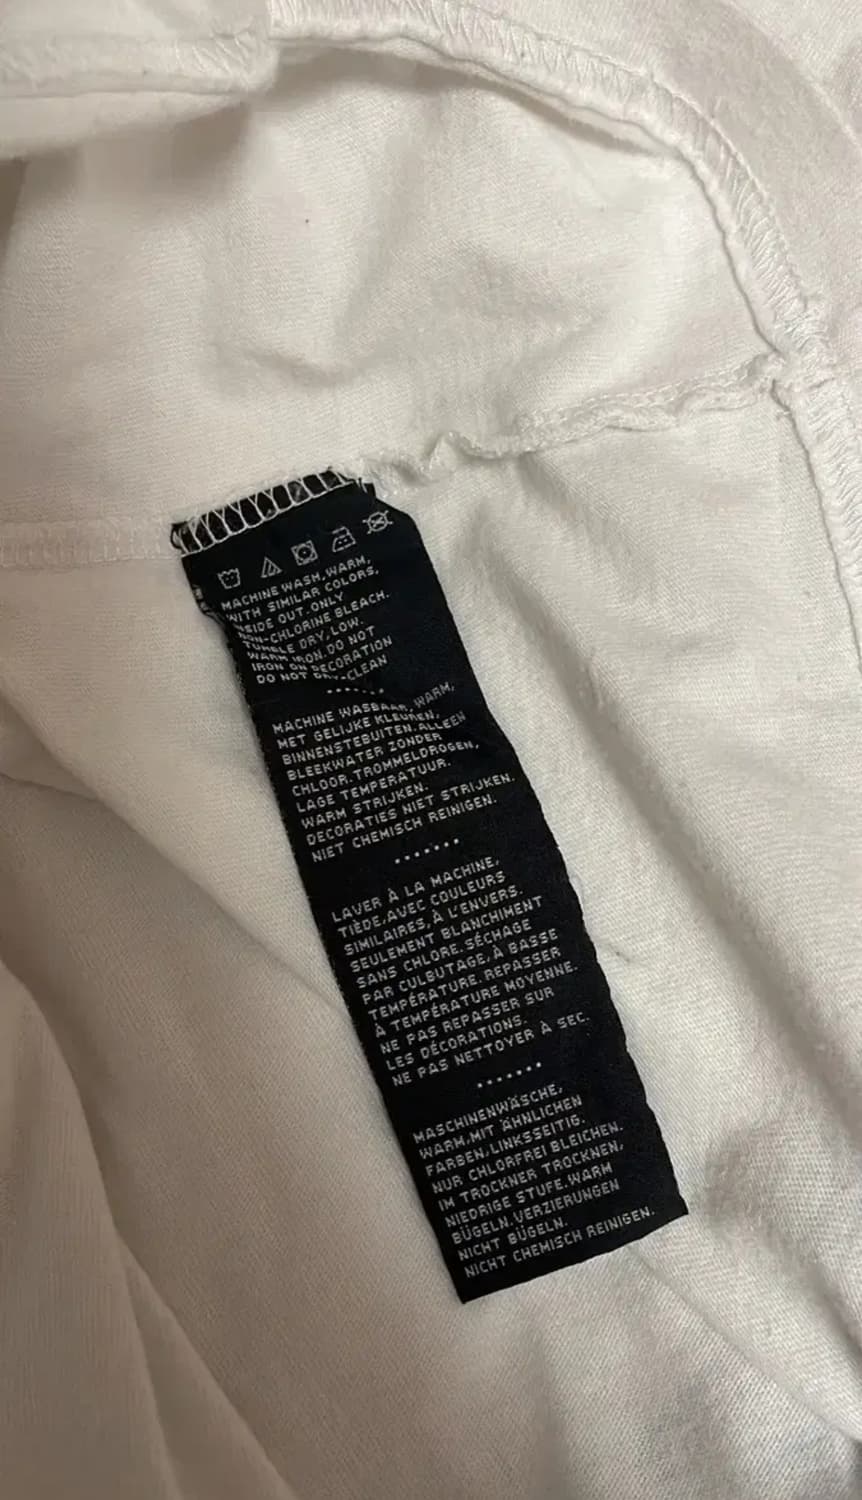 MACHINE WASH, WARM,
WITH SIMILAR COLORS,
SIDE OUT. ONLY
NON-CHLORINE BLEACH.
TUMBLE DRY, LOW.
WARM IRON. DO NOT
IRON ON DECORATION
DO NOT DRY-CLEAN
MACHINE WASBAAR, WARM,
MET GELIJKE KLEUREN,
BINNENSTEBUITEN. ALLEEN
BLEEKWATER ZONDER
CHLOOR. TROMMELDROGEN,
LAGE TEMPERATUUR.
WARM STRIJKEN.
DECORATIES NIET STRIJKEN.
NIET CHEMISCH REINIGEN.
LAVER À LA MACHINE,
TIÈDE, AVEC COULEURS
SIMILAIRES, À L'ENVERS.
SEULEMENT BLANCHIMENT
SANS CHLORE. SÉCHAGE
PAR CULBUTAGE, À BASSE
TEMPÉRATURE. REPASSER
À TEMPÉRATURE MOYENNE.
NE PAS REPASSER SUR
LES DÉCORATIONS.
NE PAS NETTOYER À SEC.
MASCHINENWÄSCHE,
WARM, MIT ÄHNLICHEN
FARBEN, LINKSSEITIG.
NUR CHLORFREI BLEICHEN.
IM TROCKNER TROCKNEN,
NIEDRIGE STUFE. WARM
BÜGELN. VERZIERUNGEN
NICHT BÜGELN.
NICHT CHEMISCH REINIGEN.